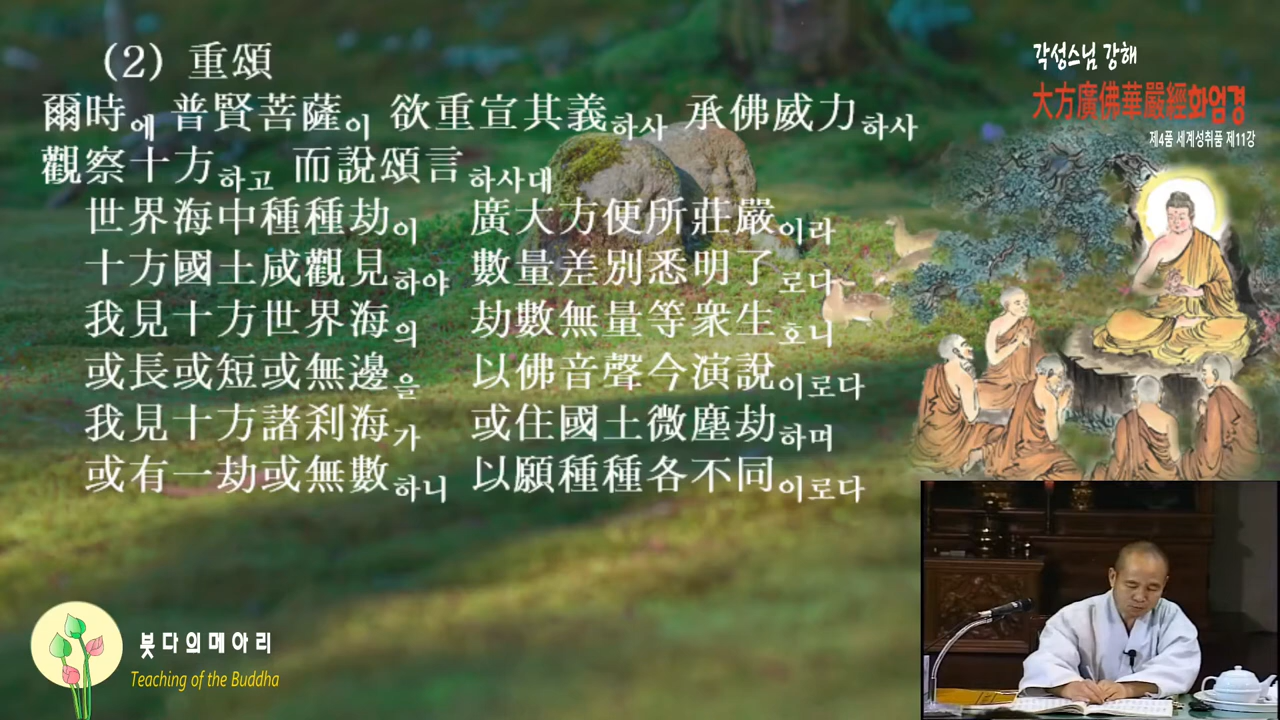 (2) 重頌
爾時에 普賢菩薩이 欲重宣其義하사 承佛威力하사
觀察十方하고 而說頌言하사대
世界海中種種劫이 廣大方便所莊嚴이라
十方國土咸觀見하야 數量差別悉明了로다
我見十方世界海의 劫數無量等衆生호니
或長或短或無邊을 以佛音聲今演說이로다
我見十方諸刹海가 或住國土微塵劫하며
或有一劫或無數하니 以願種種各不同이로다
각성스님 강해
大方廣佛華嚴經화엄경
제4품 세계성취품 제11강
붓다의메아리
Teaching of the Buddha